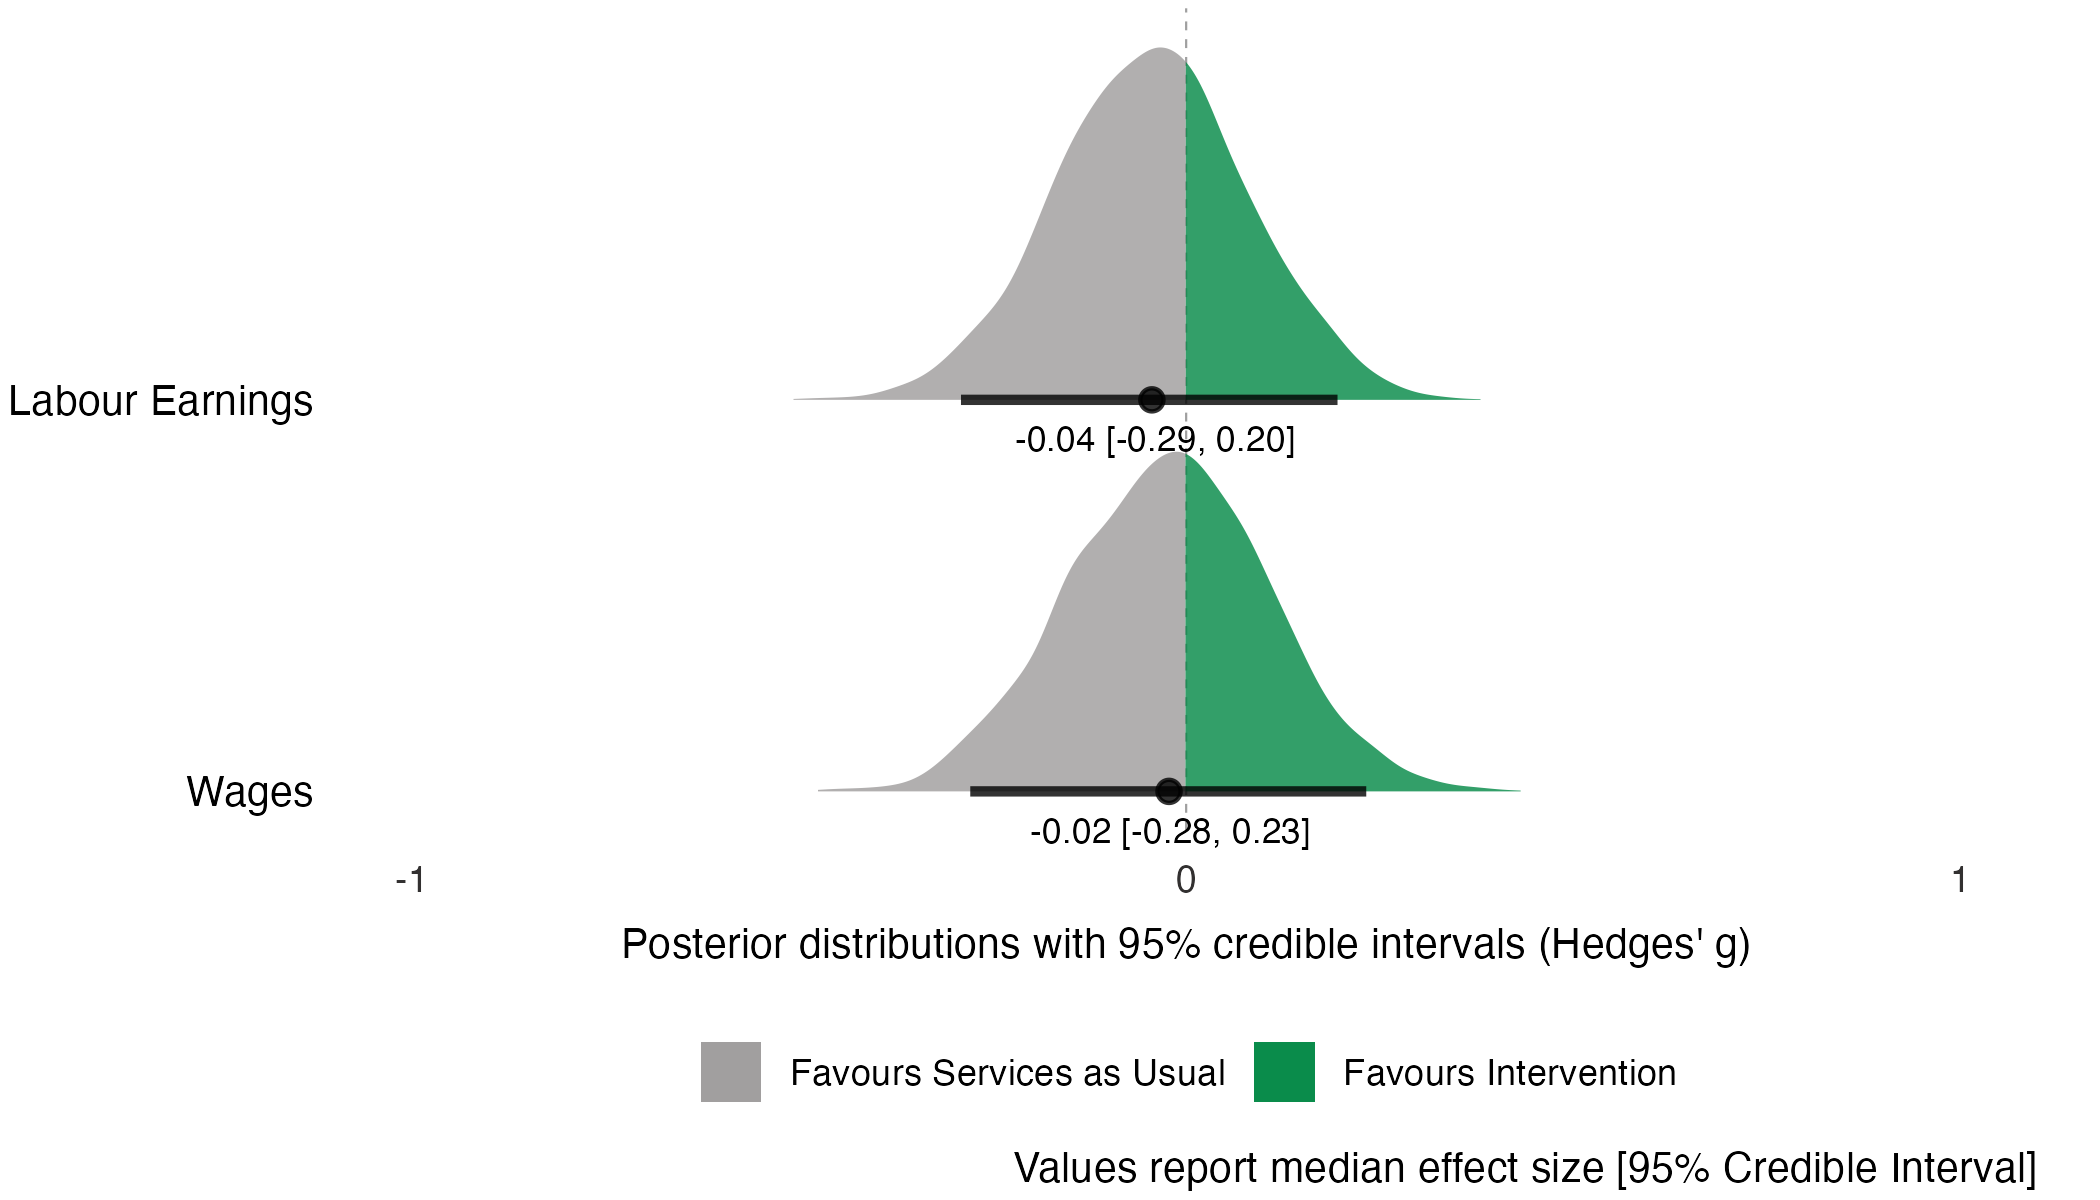 Labour Earnings
-0.04 [-0.29, 0.20]
Wages
-0.02 [-0.28, 0.23]
-1 0 1
Posterior distributions with 95% credible intervals (Hedges' g)
Favours Services as Usual Favours Intervention
Values report median effect size [95% Credible Interval]